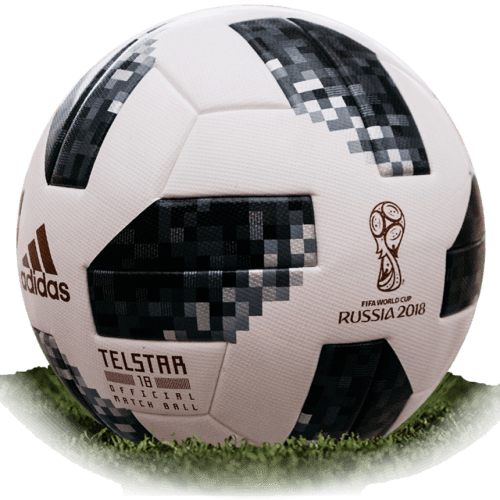 adidas
FIFA WORLD CUP
RUSSIA 2018
TELSTAR
18
OFFICIAL
MATCH BALL